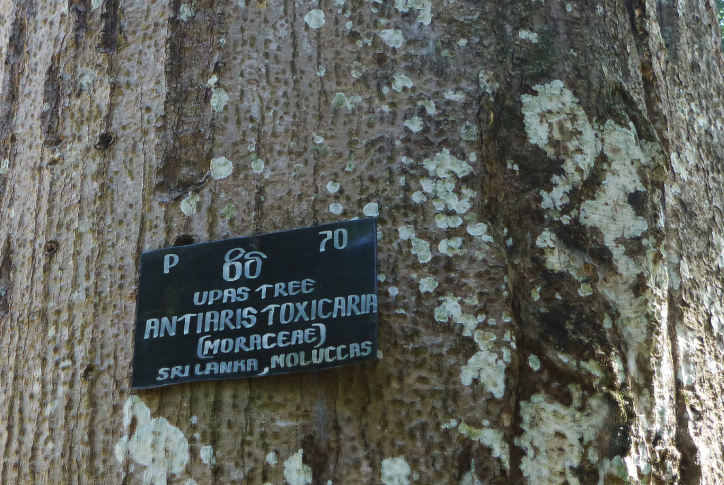 P 70
රිටි
UPAS TREE
ANTIARIS TOXICARIA
(MORACEAE)
SRI LANKA, MOLUCCAS